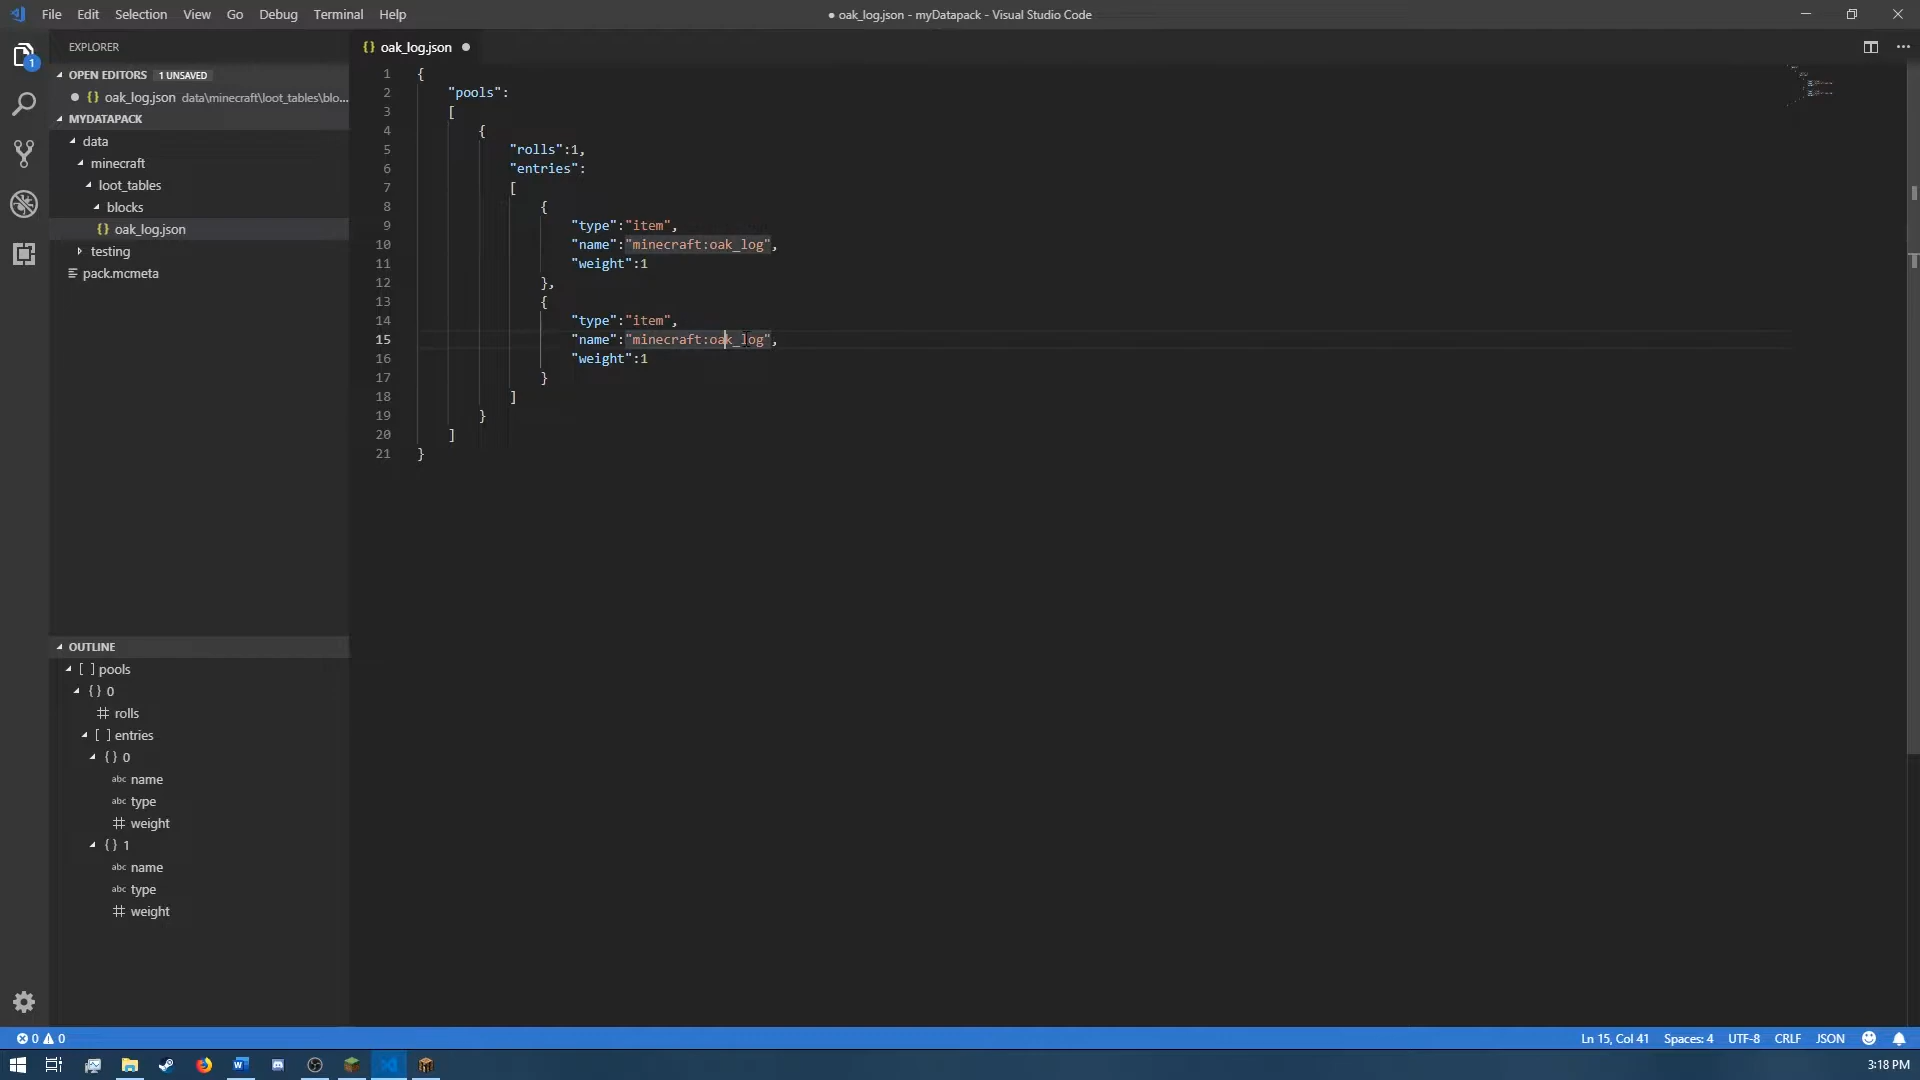 File Edit Selection View Go Debug Terminal Help
● oak_log.json - myDatapack - Visual Studio Code
EXPLORER
OPEN EDITORS 1 UNSAVED
{} oak_log.json data\minecraft\loot_tables\blo...
MYDATAPACK
data
minecraft
loot_tables
blocks
{} oak_log.json
testing
pack.mcmeta
OUTLINE
[ ] pools
{} 0
rolls
[ ] entries
{} 0
abc name
abc type
weight
{} 1
abc name
abc type
weight
1
{} oak_log.json ●
1 {
2 "pools":
3 [
4 {
5 "rolls":1,
6 "entries":
7 [
8 {
9 "type":"item",
10 "name":"minecraft:oak_log",
11 "weight":1
12 },
13 {
14 "type":"item",
15 "name":"minecraft:oak_log",
16 "weight":1
17 }
18 ]
19 }
20 ]
21 }
0 0
Ln 15, Col 41 Spaces: 4 UTF-8 CRLF JSON
3:18 PM